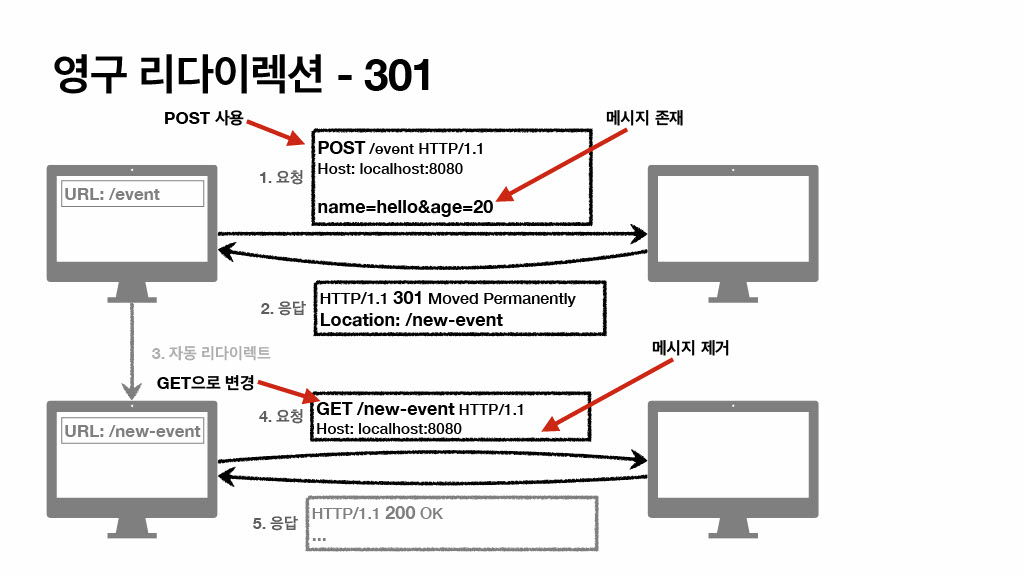 영구 리다이렉션 - 301
POST 사용
메시지 존재
1. 요청
POST /event HTTP/1.1
Host: localhost:8080
name=hello&age=20
URL: /event
2. 응답
HTTP/1.1 301 Moved Permanently
Location: /new-event
3. 자동 리다이렉트
GET으로 변경
메시지 제거
4. 요청
GET /new-event HTTP/1.1
Host: localhost:8080
URL: /new-event
5. 응답
HTTP/1.1 200 OK
...